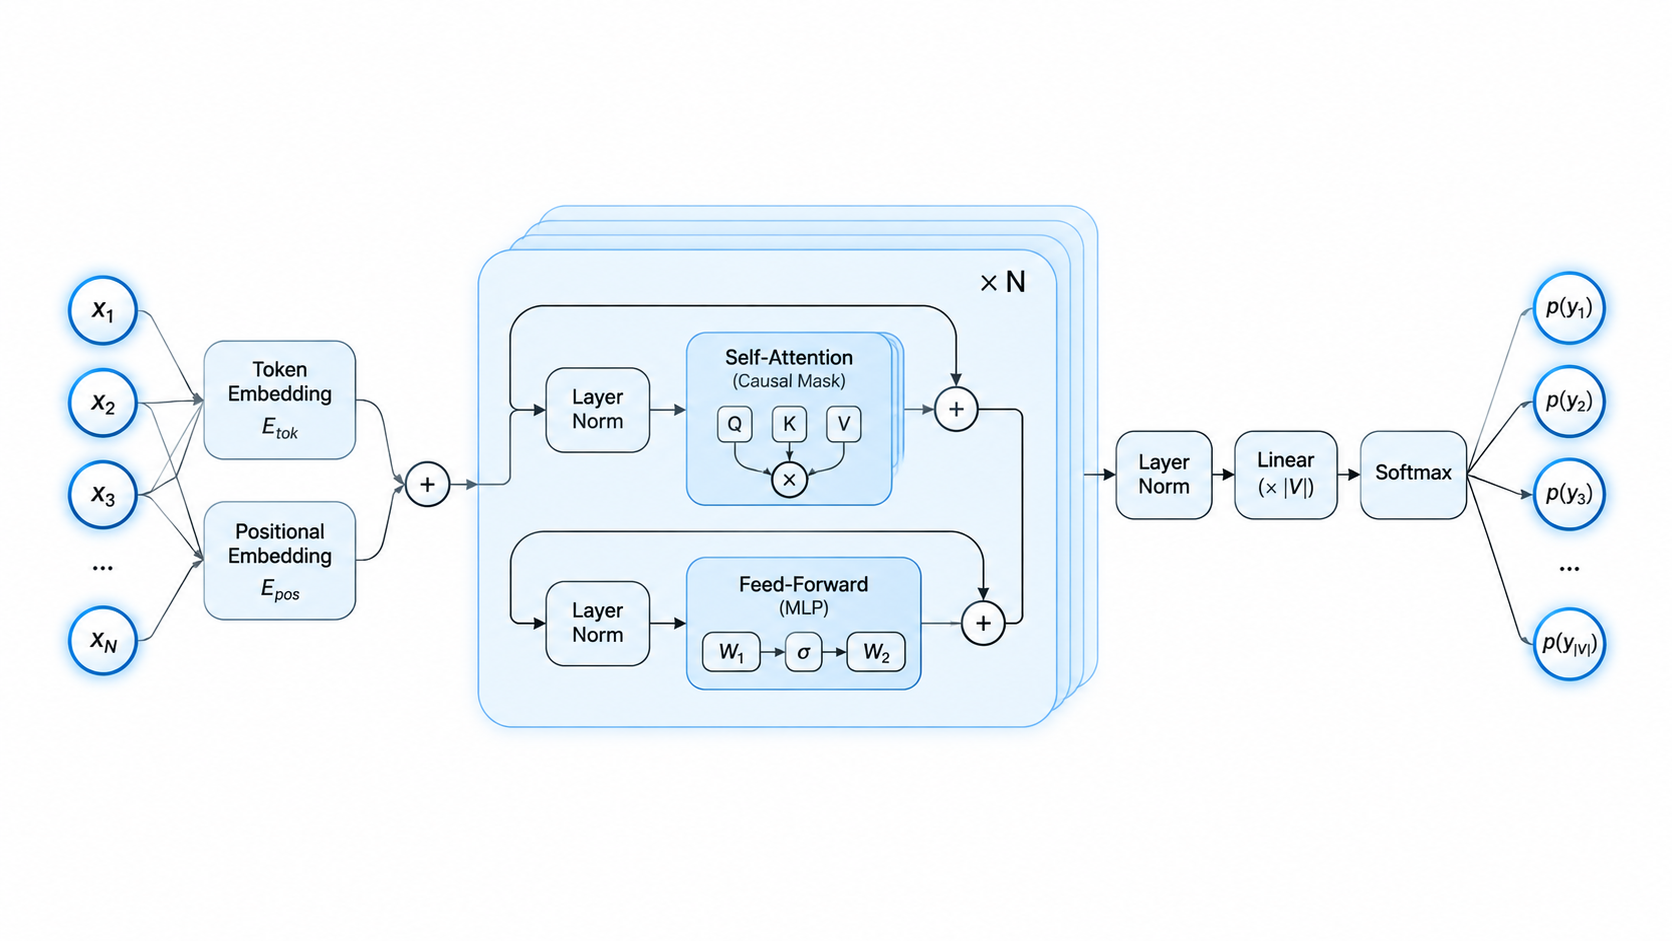 x1
x2
x3
...
xN
Token
Embedding
Etok
Positional
Embedding
Epos
+
× N
Layer
Norm
Self-Attention
(Causal Mask)
Q K V
×
+
Layer
Norm
Feed-Forward
(MLP)
W1 σ W2
+
Layer
Norm
Linear
(× |V|)
Softmax
p(y1)
p(y2)
p(y3)
...
p(y|V|)